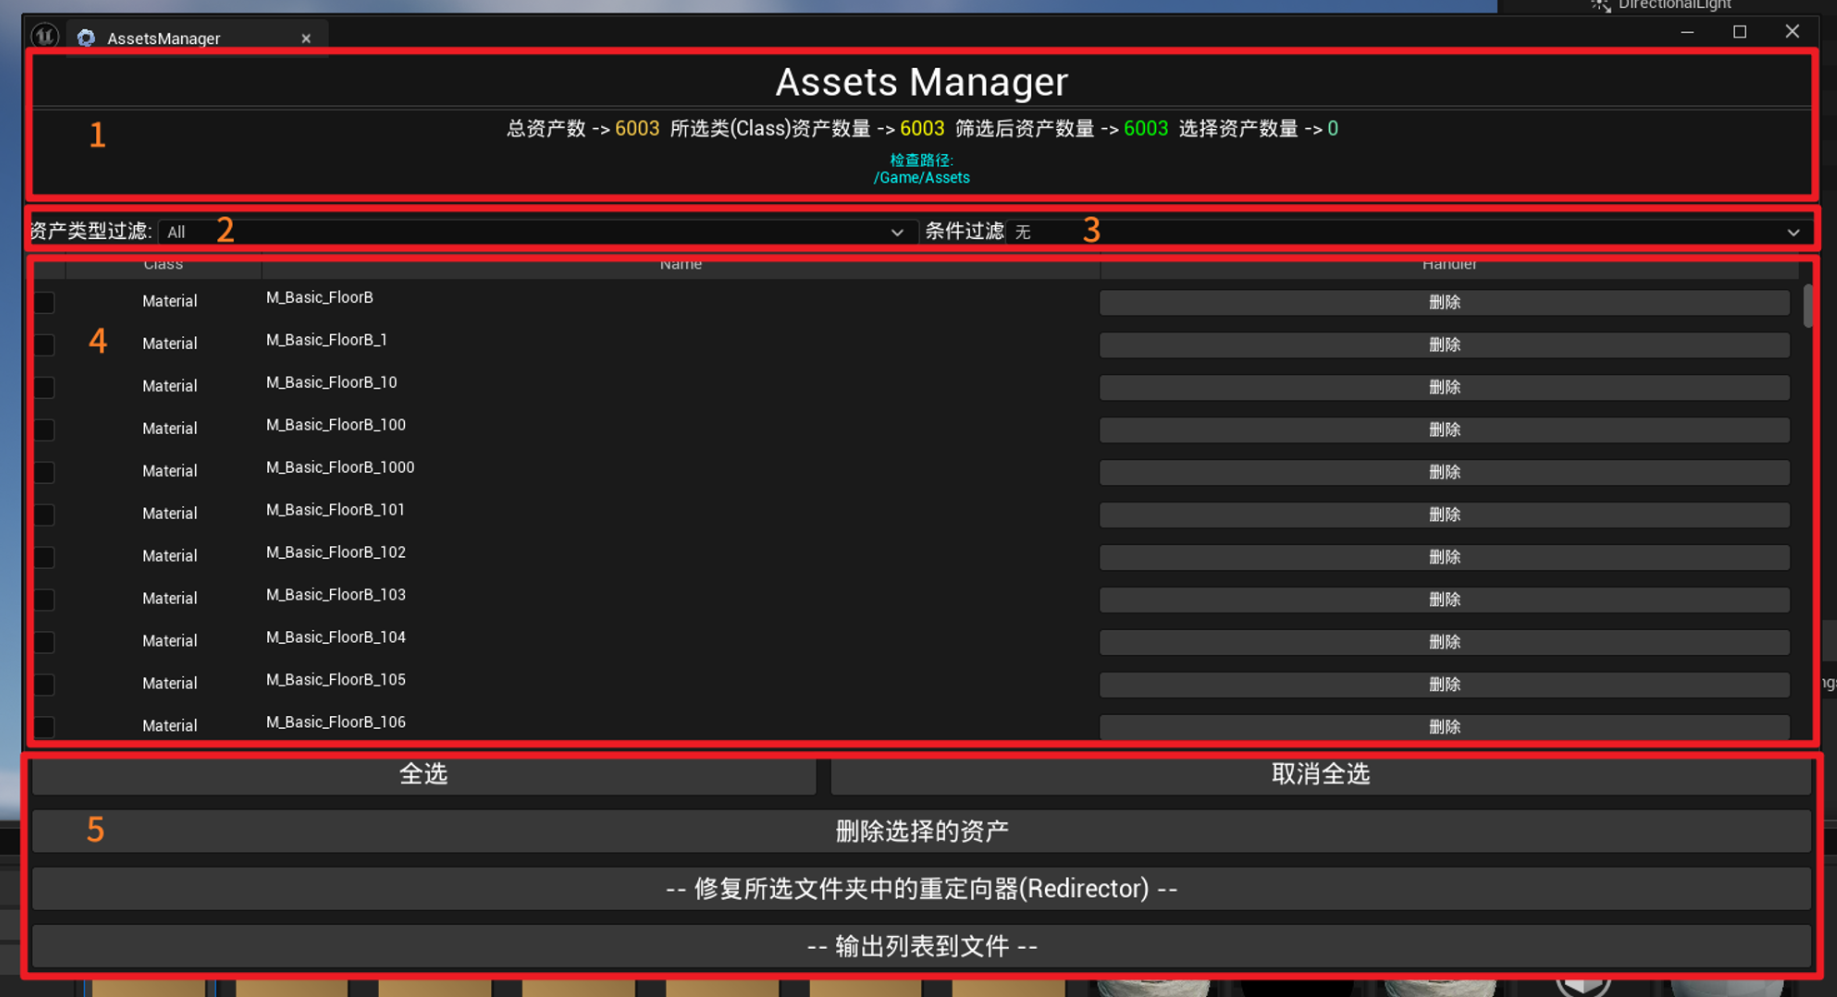 DirectionalLight
AssetsManager
Assets Manager
1
总资产数 -> 6003 所选类(Class)资产数量 -> 6003 筛选后资产数量 -> 6003 选择资产数量 -> 0
检查路径:
/Game/Assets
资产类型过滤: All 2 条件过滤 无 3
Class Name Handler
Material M_Basic_FloorB 删除
4
Material M_Basic_FloorB_1 删除
Material M_Basic_FloorB_10 删除
Material M_Basic_FloorB_100 删除
Material M_Basic_FloorB_1000 删除
Material M_Basic_FloorB_101 删除
Material M_Basic_FloorB_102 删除
Material M_Basic_FloorB_103 删除
Material M_Basic_FloorB_104 删除
Material M_Basic_FloorB_105 删除
Material M_Basic_FloorB_106 删除
全选 取消全选
5
删除选择的资产
-- 修复所选文件夹中的重定向器(Redirector) --
-- 输出列表到文件 --